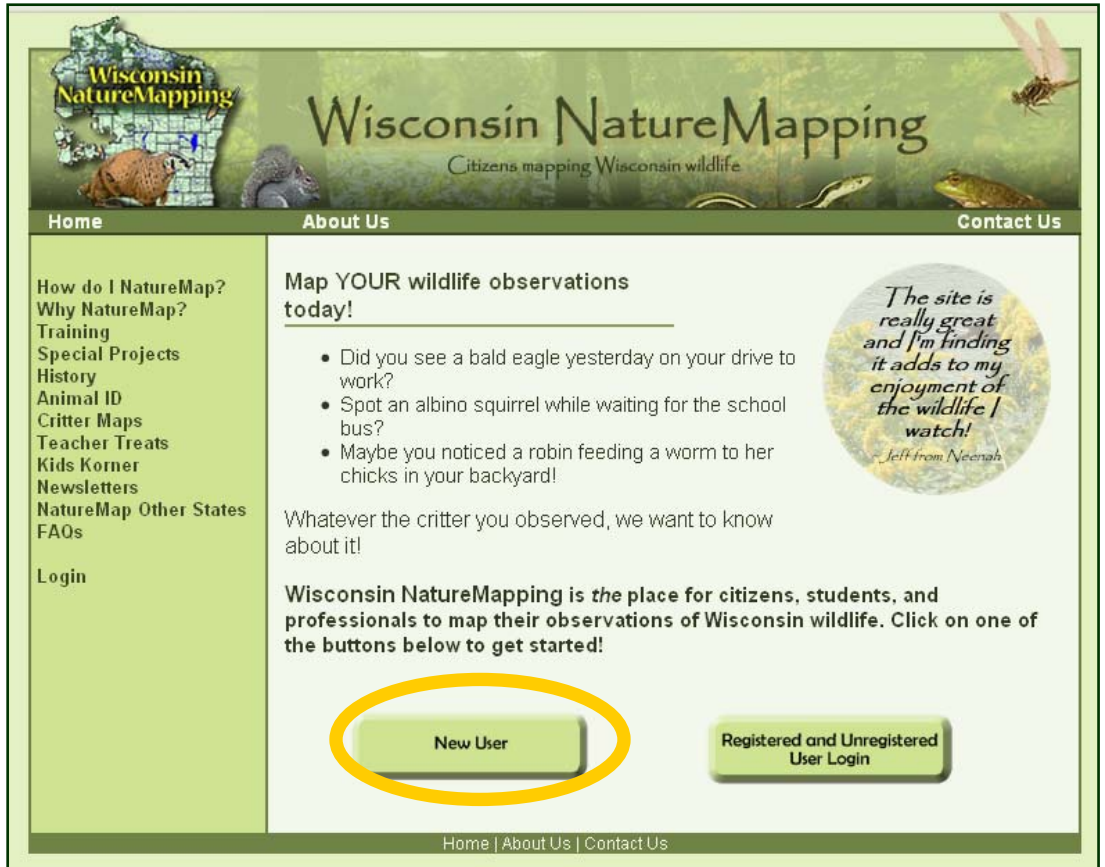 Wisconsin
NatureMapping
Wisconsin NatureMapping
Citizens mapping Wisconsin wildlife
Home
About Us
Contact Us
How do I NatureMap?
Why NatureMap?
Training
Special Projects
History
Animal ID
Critter Maps
Teacher Treats
Kids Korner
Newsletters
NatureMap Other States
FAQs
Login
Map YOUR wildlife observations
today!
• Did you see a bald eagle yesterday on your drive to
work?
• Spot an albino squirrel while waiting for the school
bus?
• Maybe you noticed a robin feeding a worm to her
chicks in your backyard!
Whatever the critter you observed, we want to know
about it!
Wisconsin NatureMapping is the place for citizens, students, and
professionals to map their observations of Wisconsin wildlife. Click on one of
the buttons below to get started!
The site is
really great
and I'm finding
it adds to my
enjoyment of
the wildlife I
watch!
~ Jeff from Neenah
New User
Registered and Unregistered
User Login
Home | About Us | Contact Us